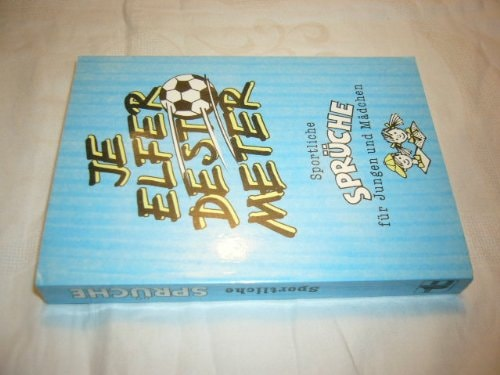 JE
ELFER
DESTO
METER
Sportliche
SPRÜCHE
für Jungen und Mädchen
Sportliche
SPRÜCHE